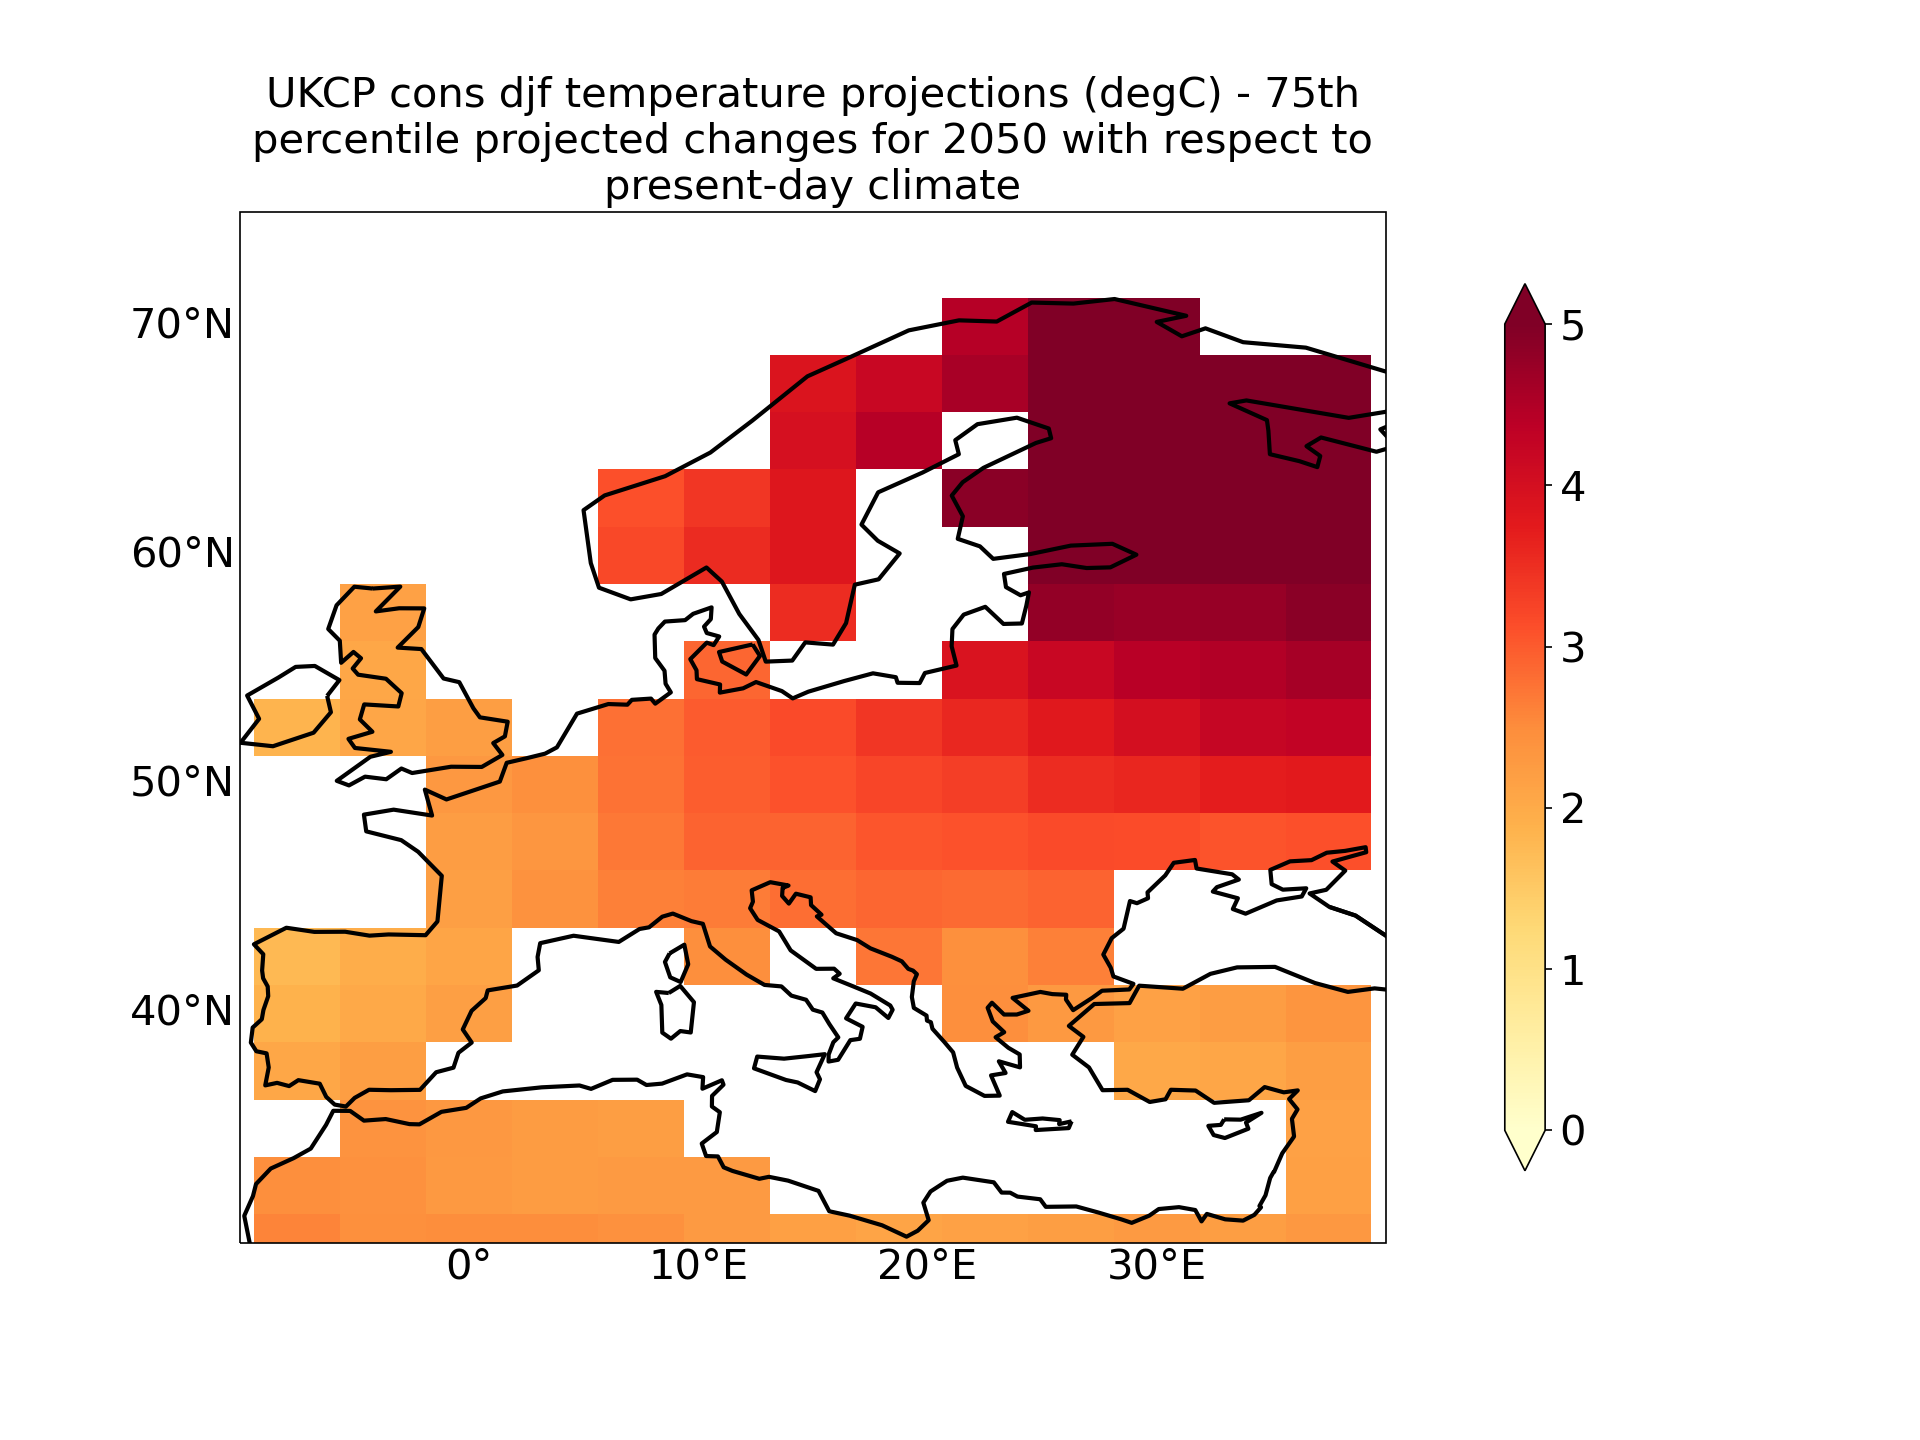 UKCP cons djf temperature projections (degC) - 75th
percentile projected changes for 2050 with respect to
present-day climate
70°N
60°N
50°N
40°N
0°
10°E
20°E
30°E
5
4
3
2
1
0